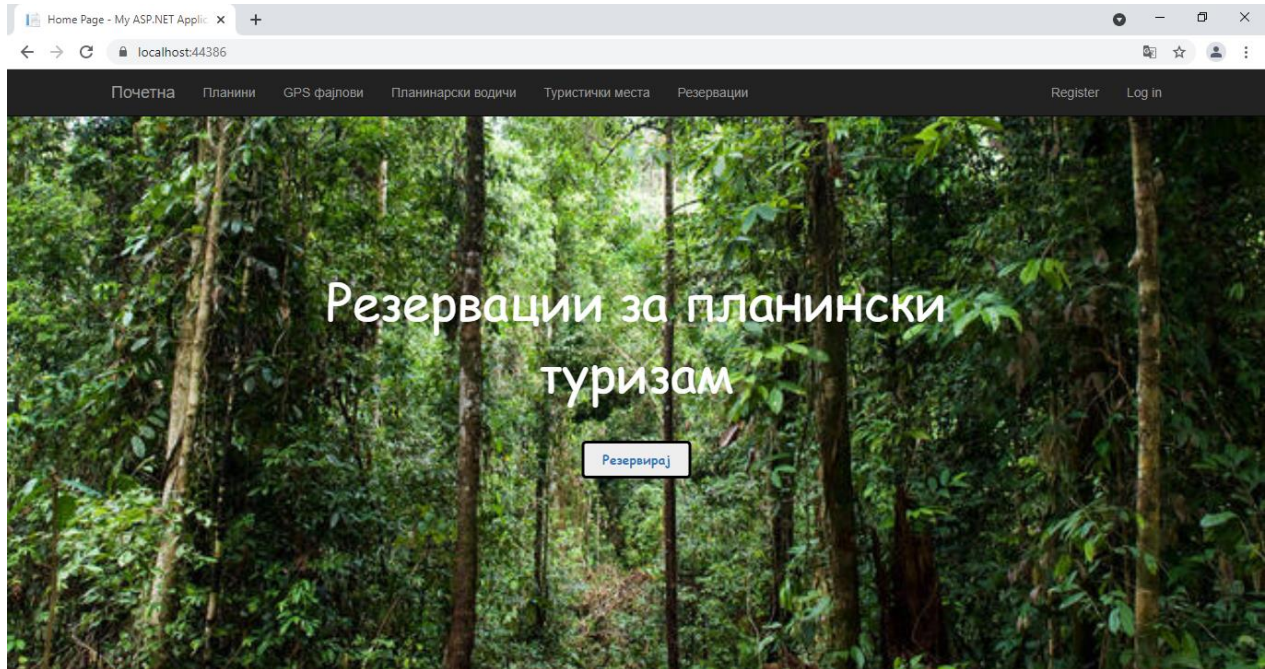 Home Page - My ASP.NET Applic
localhost:44386
Почетна Планини GPS фајлови Планинарски водичи Туристички места Резервации Register Log in
Резервации за планински
туризам
Резервирај